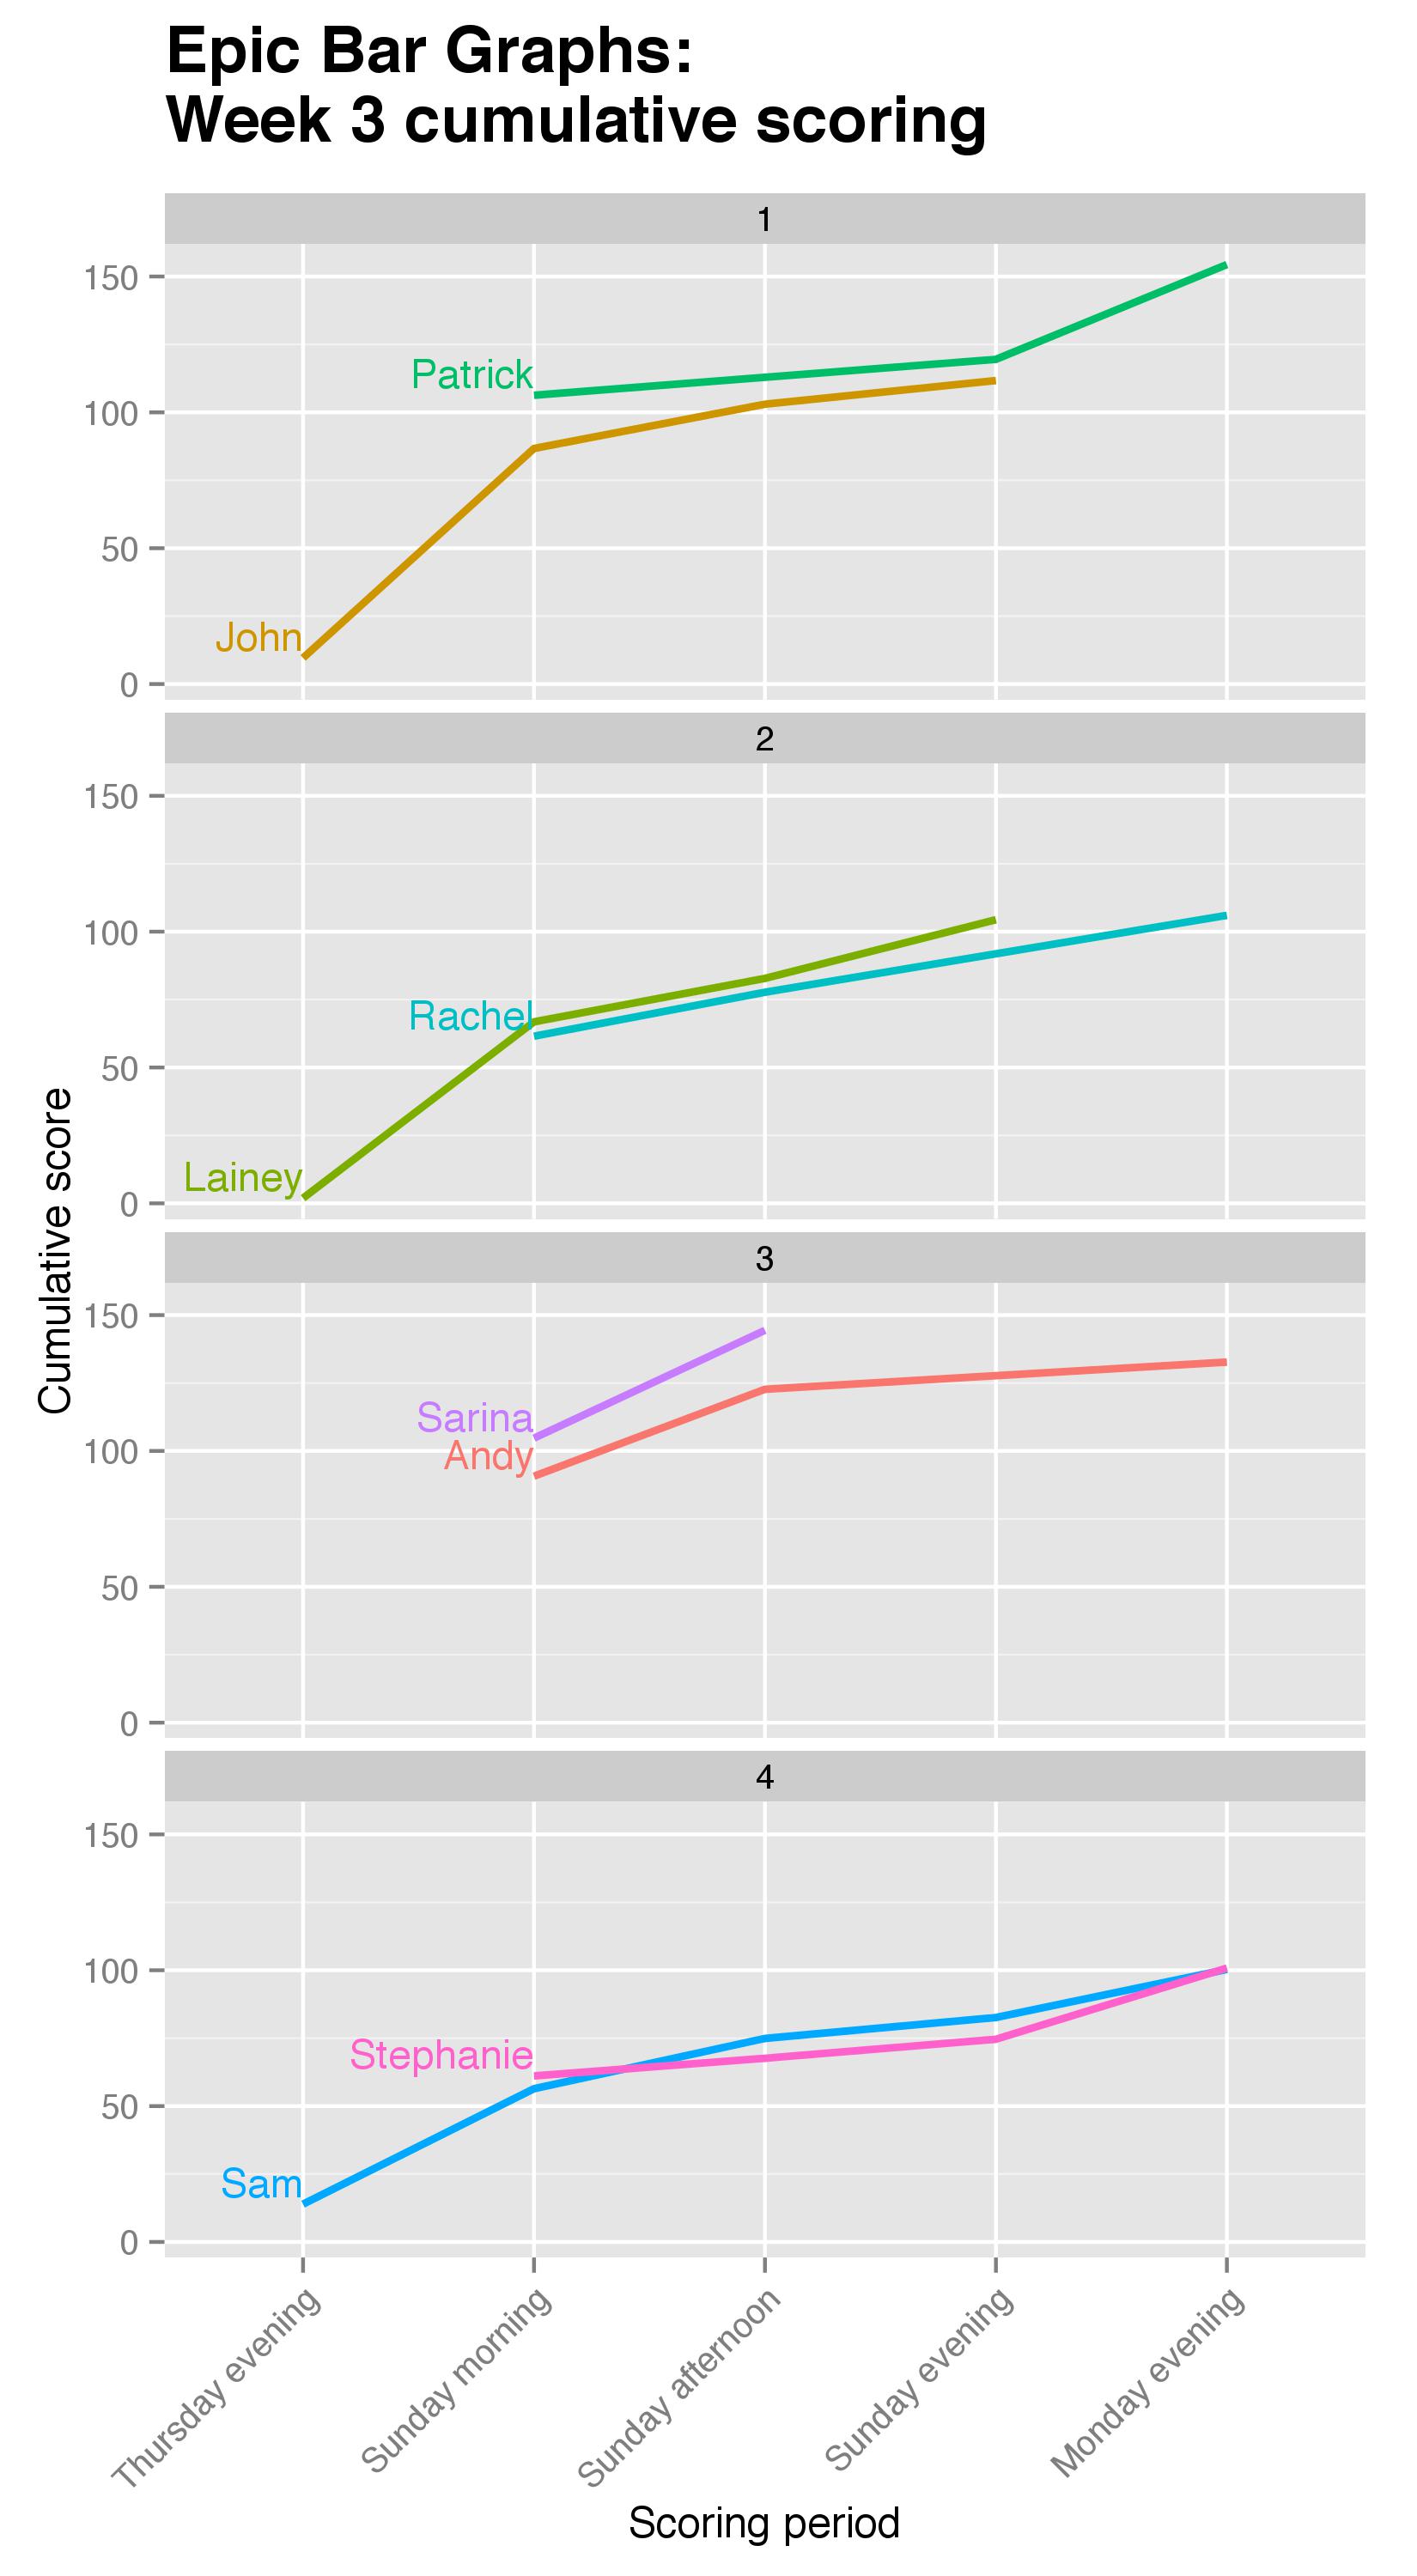 Epic Bar Graphs:
Week 3 cumulative scoring
Cumulative score
1
150
100
50
0
Patrick
John
2
150
100
50
0
Rachel
Lainey
3
150
100
50
0
Sarina
Andy
4
150
100
50
0
Stephanie
Sam
Thursday evening
Sunday morning
Sunday afternoon
Sunday evening
Monday evening
Scoring period